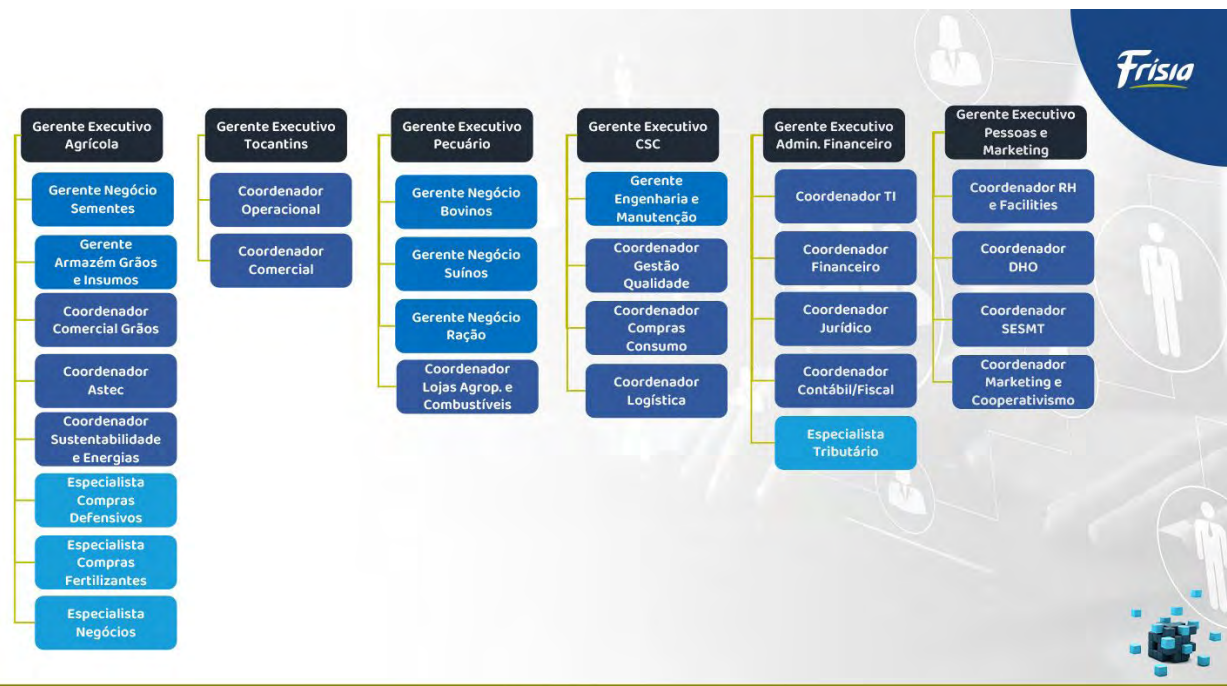 Frísia
Gerente Executivo
Agrícola
Gerente Negócio
Sementes
Gerente
Armazém Grãos
e Insumos
Coordenador
Comercial Grãos
Coordenador
Astec
Coordenador
Sustentabilidade
e Energias
Especialista
Compras
Defensivos
Especialista
Compras
Fertilizantes
Especialista
Negócios
Gerente Executivo
Tocantins
Coordenador
Operacional
Coordenador
Comercial
Gerente Executivo
Pecuário
Gerente Negócio
Bovinos
Gerente Negócio
Suínos
Gerente Negócio
Ração
Coordenador
Lojas Agrop. e
Combustíveis
Gerente Executivo
CSC
Gerente
Engenharia e
Manutenção
Coordenador
Gestão
Qualidade
Coordenador
Compras
Consumo
Coordenador
Logística
Gerente Executivo
Admin. Financeiro
Coordenador TI
Coordenador
Financeiro
Coordenador
Jurídico
Coordenador
Contábil/Fiscal
Especialista
Tributário
Gerente Executivo
Pessoas e
Marketing
Coordenador RH
e Facilities
Coordenador
DHO
Coordenador
SESMT
Coordenador
Marketing e
Cooperativismo